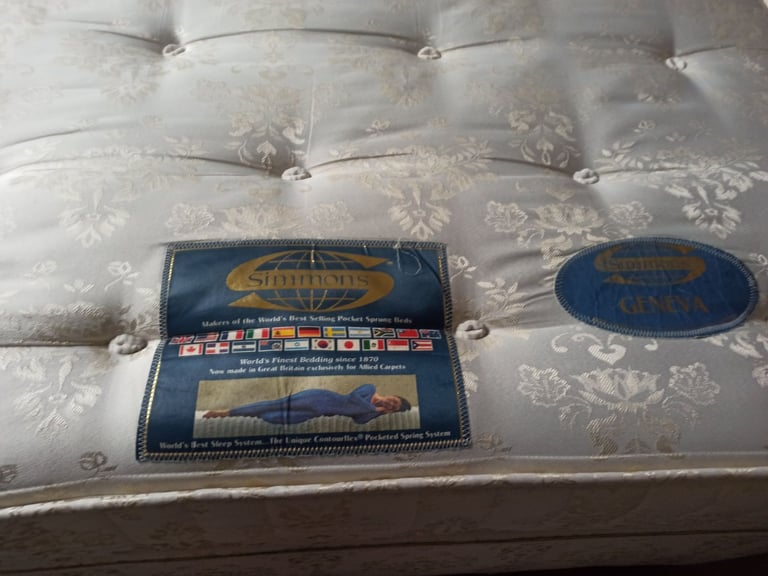 Simmons
Makers of the World's Best Selling Pocket Sprung Beds
World's Finest Bedding since 1870
Now made in Great Britain exclusively for Allied Carpets
World's Best Sleep System...The Unique Contourflex® Pocketed Spring System
Simmons
GENEVA